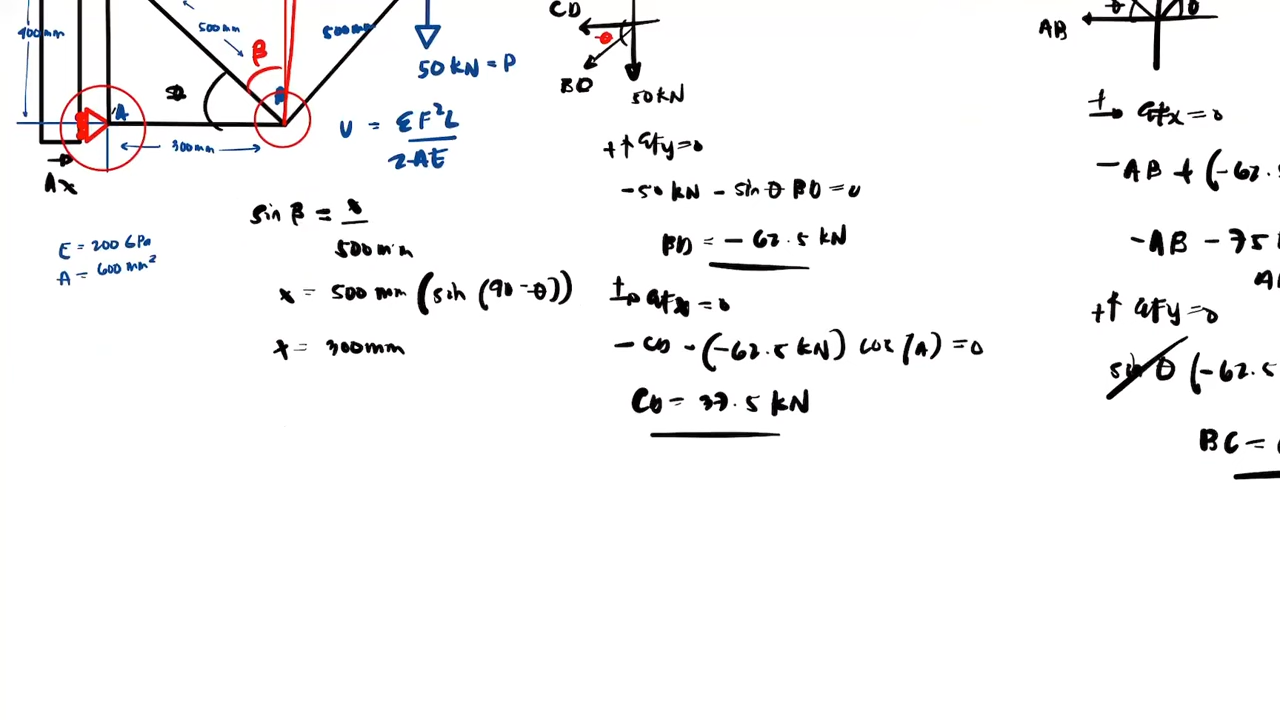 400mm
500mm
500mm
β
θ
A
300mm
Ax
50 kN = P
U = ΣF²L
2AE
E = 200 GPa
A = 600 mm²
sin β = x
500mm
x = 500 mm (sin (90 - θ))
x = 300mm
CD
θ
BD
50 kN
+↑ ΣFy = 0
-50 kN - sin θ BD = 0
BD = -62.5 kN
ΣFx = 0
- CD - (-62.5 kN) cos (A) = 0
CD = 37.5 kN
AB
θ
θ
ΣFx = 0
- AB + (-62.5
- AB - 75
+↑ ΣFy = 0
sin θ (-62.5
BC =